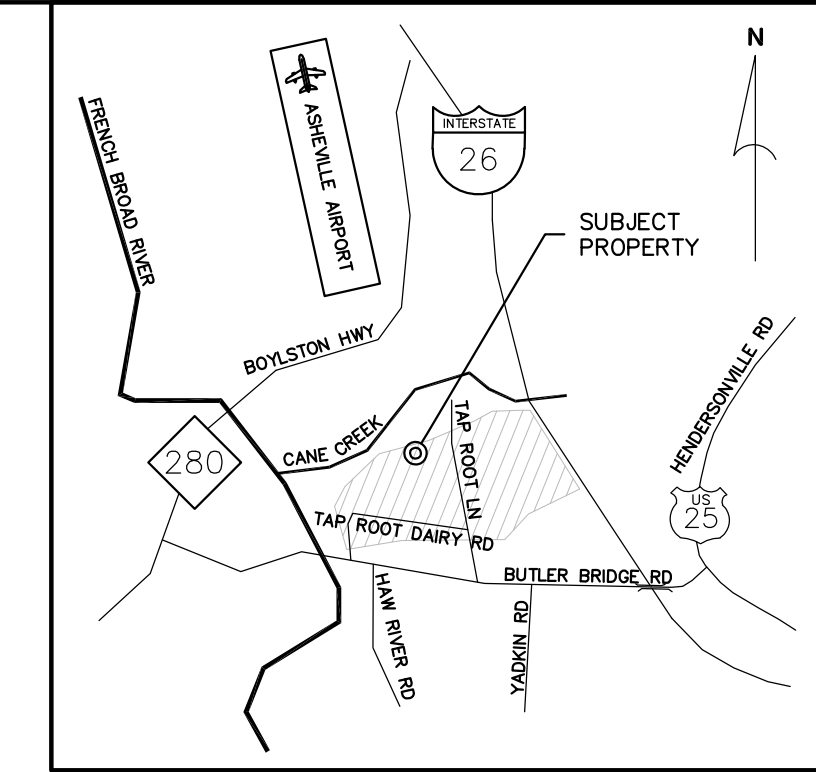 N
INTERSTATE
26
ASHEVILLE AIRPORT
FRENCH BROAD RIVER
SUBJECT
PROPERTY
BOYLSTON HWY
HENDERSONVILLE RD
280
CANE CREEK
TAP ROOT LN
US
25
TAP ROOT DAIRY RD
BUTLER BRIDGE RD
HAW RIVER RD
YADKIN RD